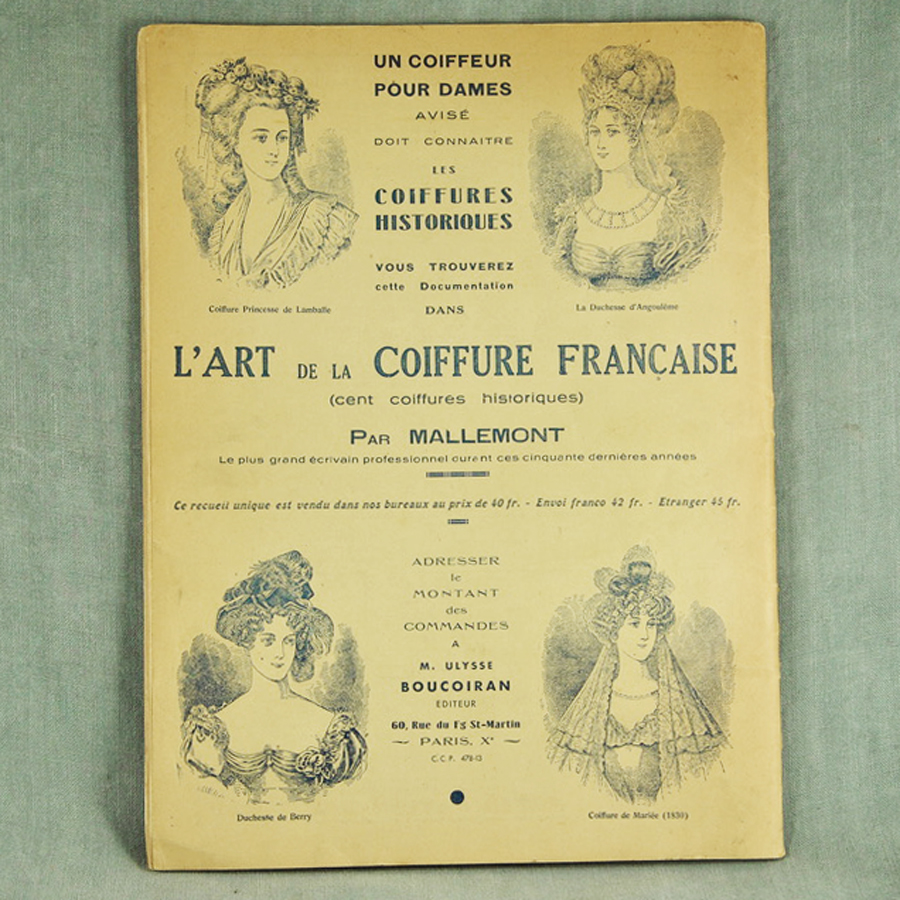 UN COIFFEUR
POUR DAMES
AVISÉ
DOIT CONNAITRE
LES
COIFFURES
HISTORIQUES
VOUS TROUVEREZ
cette Documentation
DANS
Coiffure Princesse de Lamballe
La Duchesse d'Angoulême
L'ART DE LA COIFFURE FRANÇAISE
(cent coiffures historiques)
PAR MALLEMONT
Le plus grand écrivain professionnel durant ces cinquante dernières années
Ce recueil unique est vendu dans nos bureaux au prix de 40 fr. - Envoi franco 42 fr. - Etranger 45 fr.
ADRESSER
le
MONTANT
des
COMMANDES
A
M. ULYSSE
BOUCOIRAN
EDITEUR
60, Rue du Fg St-Martin
PARIS, Xe
C.C.P. 478-13
Duchesse de Berry
Coiffure de Mariée (1830)